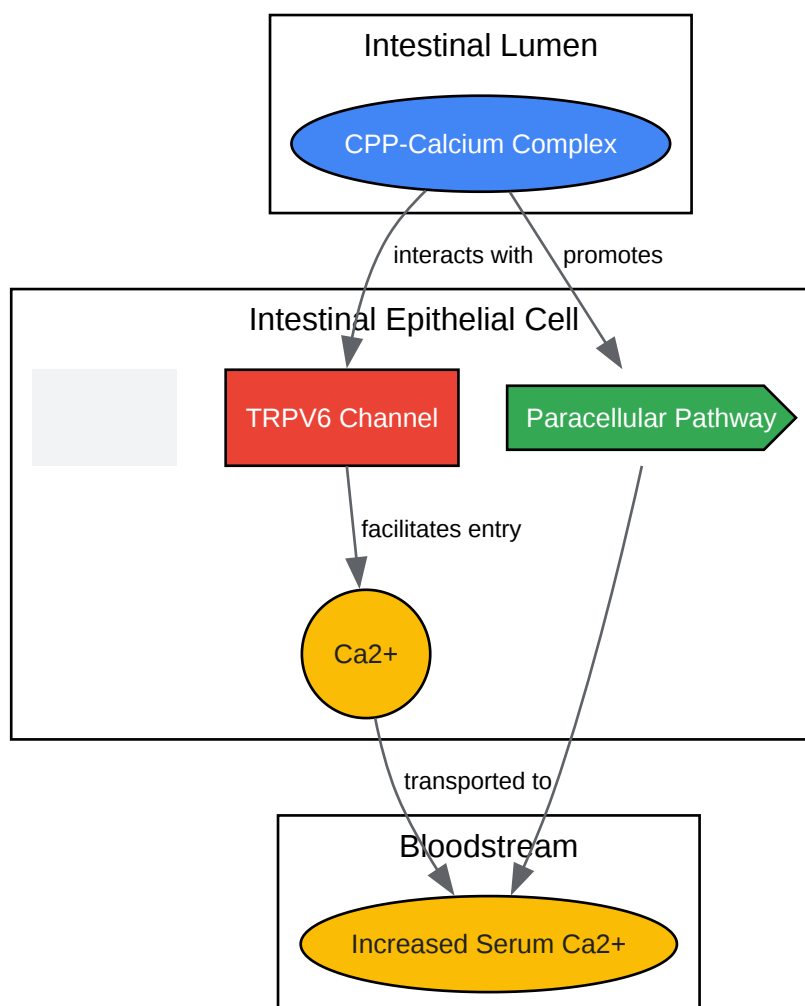 Intestinal Lumen
CPP-Calcium Complex
interacts with
promotes
Intestinal Epithelial Cell
TRPV6 Channel
Paracellular Pathway
facilitates entry
Ca2+
transported to
Bloodstream
Increased Serum Ca2+